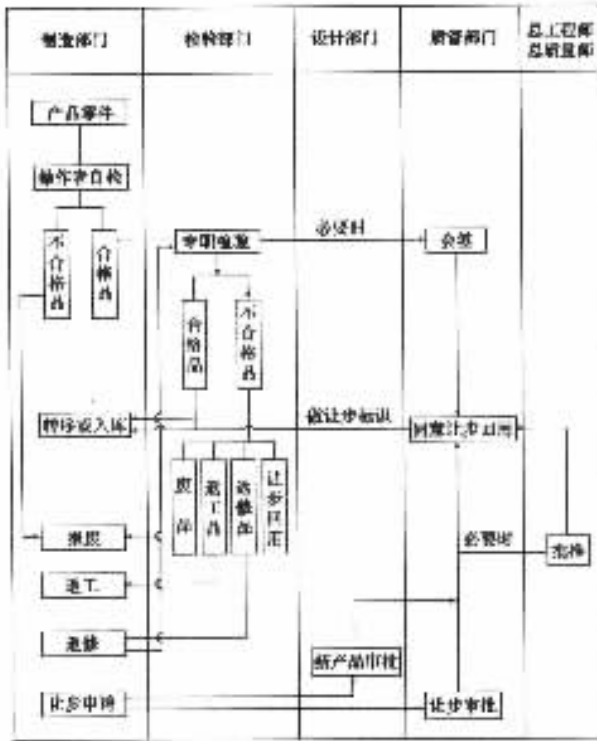 制造部门
检验部门
设计部门
质管部门
总工程师
总质量师
产品零件
操作者自检
不合格品
合格品
专职检验
必要时
会签
合格品
不合格品
转序或入库
做让步标识
同意让步回用
废品
返工品
返修品
让步回用
报废
必要时
批准
返工
返修
新产品审批
让步申请
让步审批